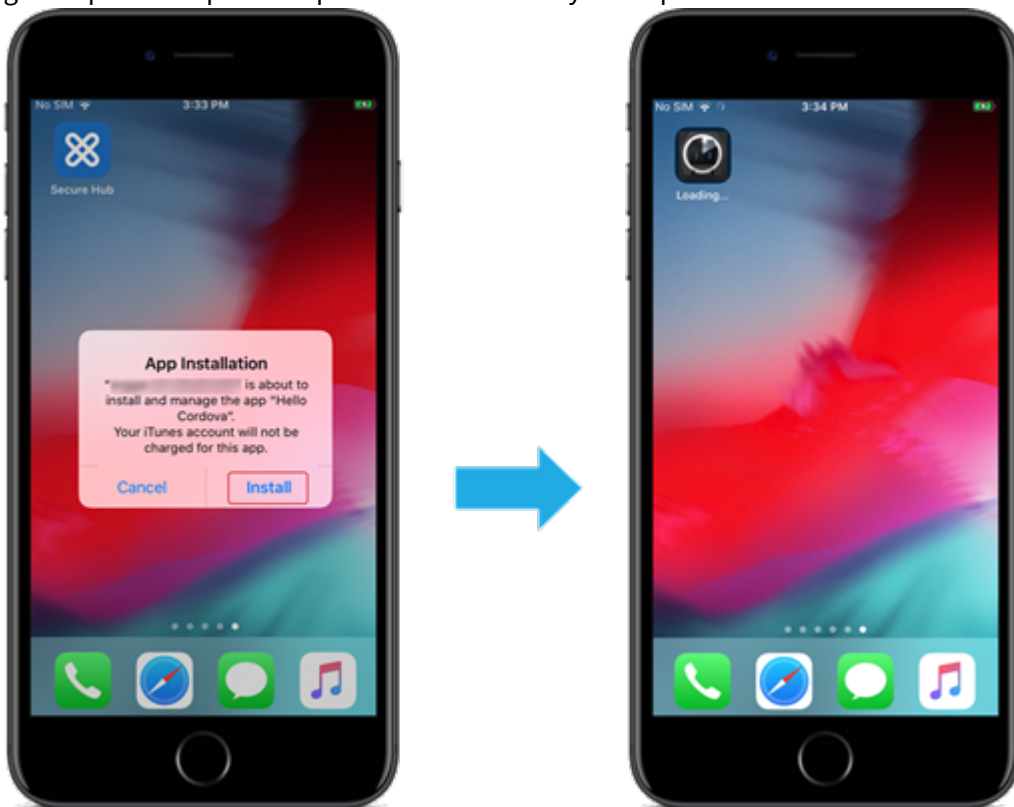 No SIM 3:33 PM
Secure Hub
App Installation
" " is about to
install and manage the app "Hello
Cordova".
Your iTunes account will not be
charged for this app.
Cancel Install
No SIM 3:34 PM
Loading...